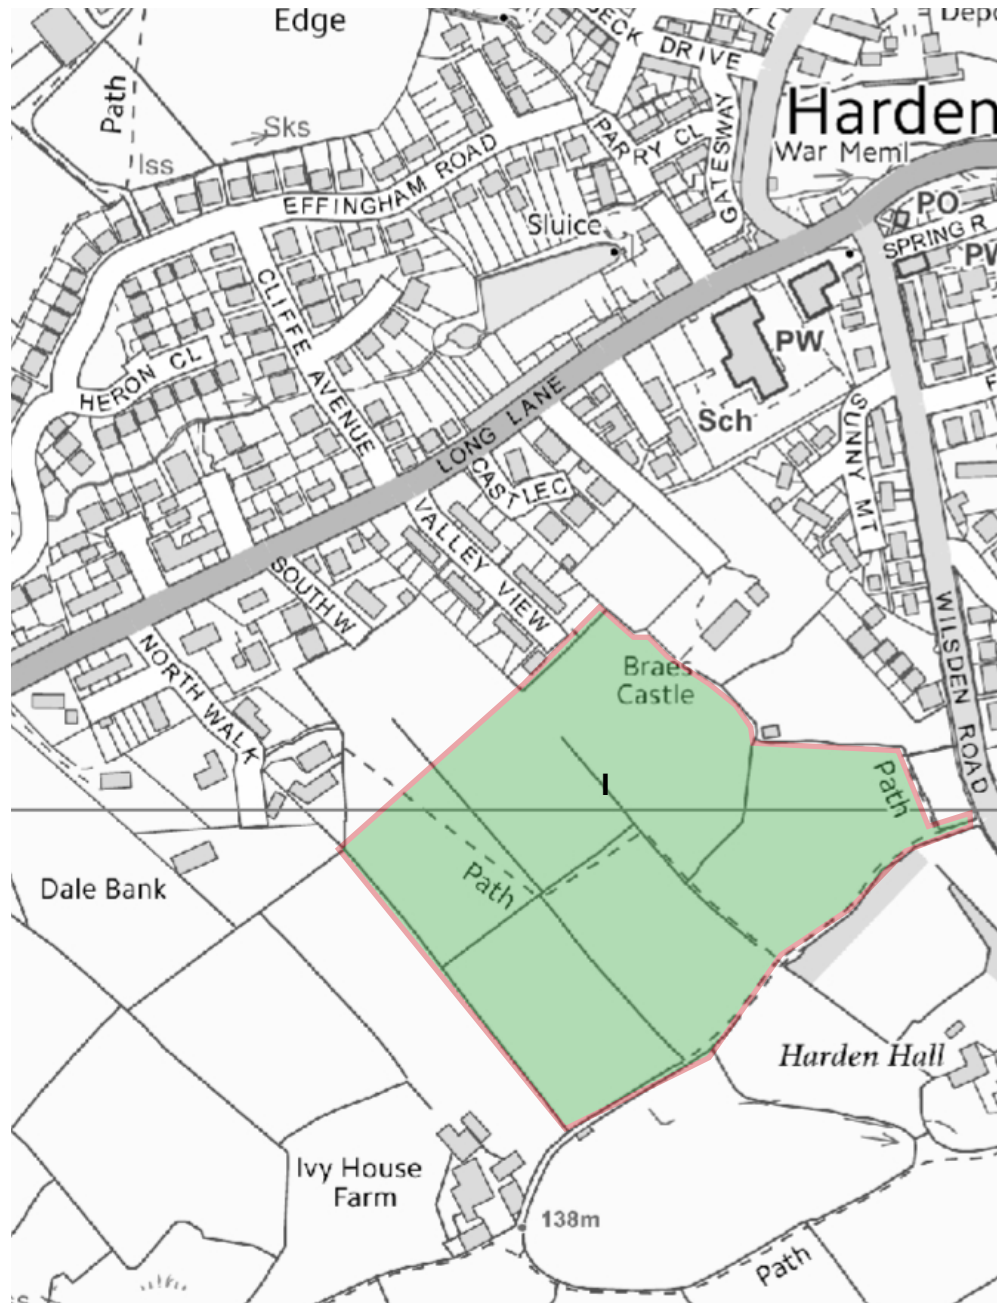 Edge
BECK DRIVE
Depo
Path
Harden
Sks
Iss
PARRY CL
GATESWAY
War Meml
EFFINGHAM ROAD
PO
Sluice
SPRING R
PW
CLIFFE AVENUE
PW
HERON CL
LONG LANE
Sch
SUNNY MT
CASTLE C
VALLEY VIEW
SOUTH W
WILSDEN ROAD
NORTH WALK
Braes
Castle
Path
I
Path
Dale Bank
Harden Hall
Ivy House
Farm
138m
Path